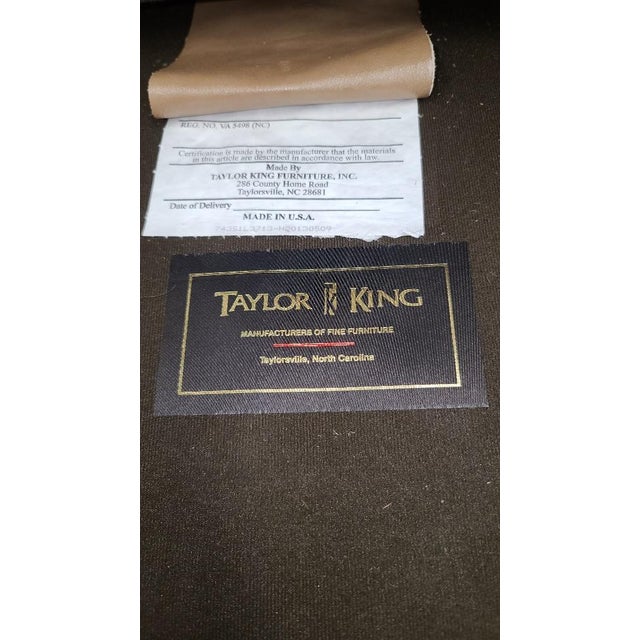 REG. NO. VA 5498 (NC)
Certification is made by the manufacturer that the materials
in this article are described in accordance with law.
Made By
TAYLOR KING FURNITURE, INC.
286 County Home Road
Taylorsville, NC 28681
Date of Delivery
MADE IN U.S.A.
TAYLOR KING
MANUFACTURERS OF FINE FURNITURE
Taylorsville, North Carolina